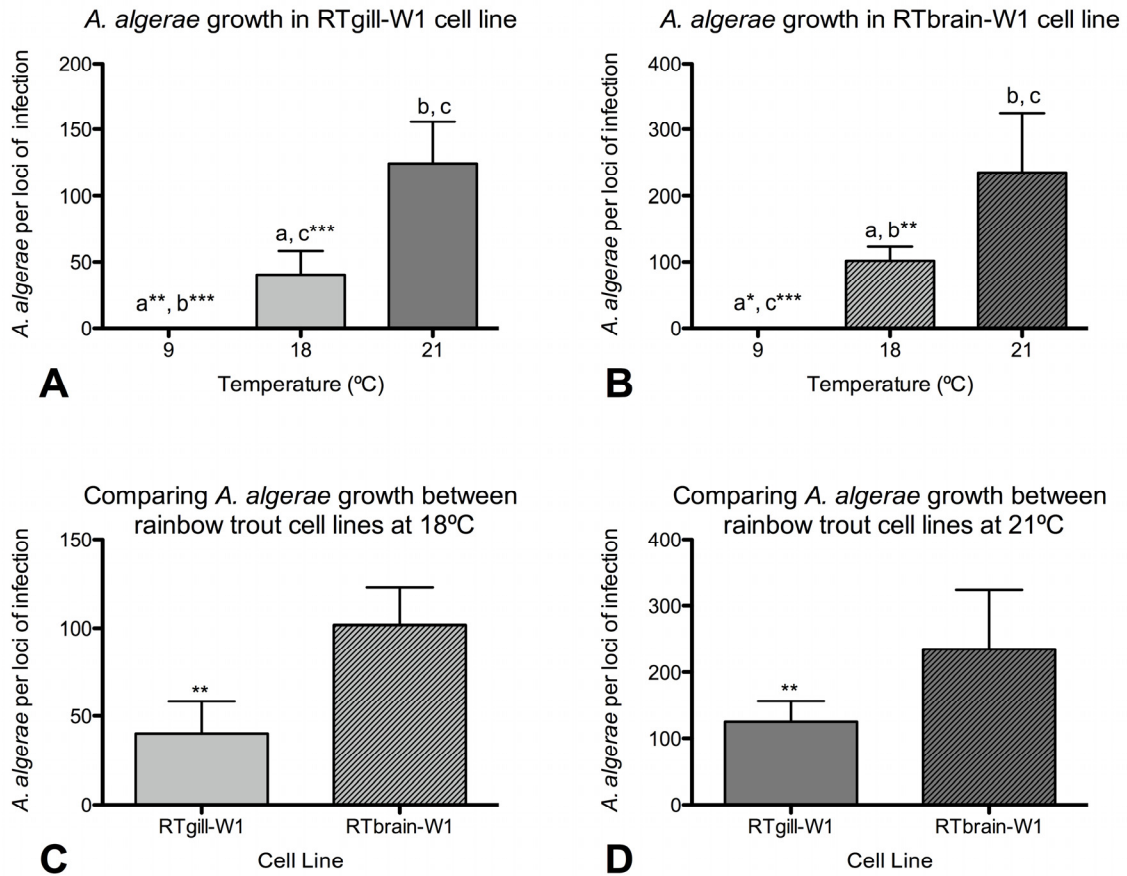 A. algerae growth in RTgill-W1 cell line
A. algerae per loci of infection
200
150
100
50
0
a**, b***
a, c***
b, c
9
18
21
Temperature (ºC)
A
A. algerae growth in RTbrain-W1 cell line
A. algerae per loci of infection
400
300
200
100
0
a*, c***
a, b**
b, c
9
18
21
Temperature (ºC)
B
Comparing A. algerae growth between
rainbow trout cell lines at 18ºC
A. algerae per loci of infection
150
100
50
0
**
RTgill-W1
RTbrain-W1
Cell Line
C
Comparing A. algerae growth between
rainbow trout cell lines at 21ºC
A. algerae per loci of infection
400
300
200
100
0
**
RTgill-W1
RTbrain-W1
Cell Line
D